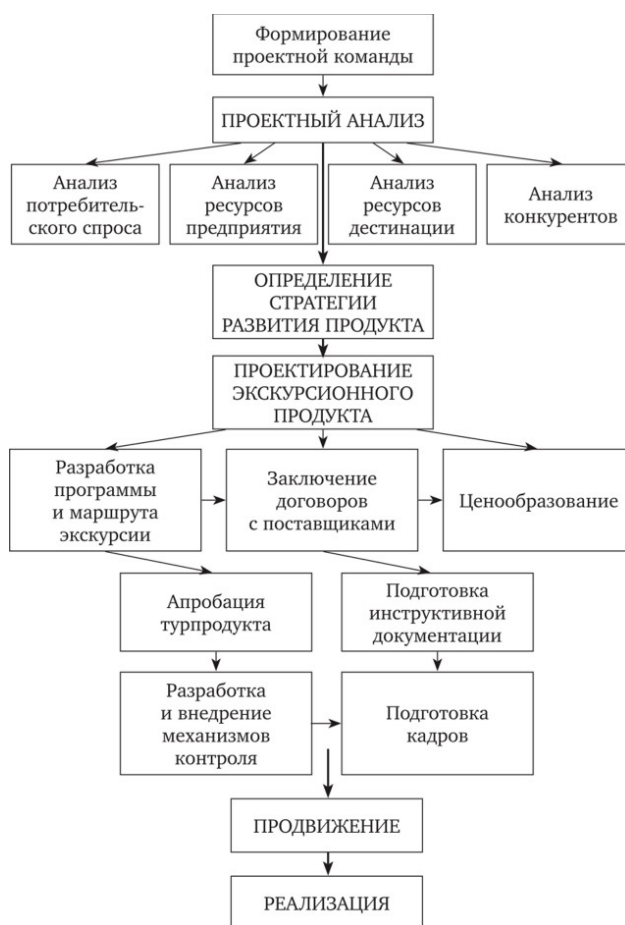 Формирование
проектной команды
ПРОЕКТНЫЙ АНАЛИЗ
Анализ
потребитель-
ского спроса
Анализ
ресурсов
предприятия
Анализ
ресурсов
дестинации
Анализ
конкурентов
ОПРЕДЕЛЕНИЕ
СТРАТЕГИИ
РАЗВИТИЯ ПРОДУКТА
ПРОЕКТИРОВАНИЕ
ЭКСКУРСИОННОГО
ПРОДУКТА
Разработка
программы
и маршрута
экскурсии
Заключение
договоров
с поставщиками
Ценообразование
Апробация
турпродукта
Подготовка
инструктивной
документации
Разработка
и внедрение
механизмов
контроля
Подготовка
кадров
ПРОДВИЖЕНИЕ
РЕАЛИЗАЦИЯ